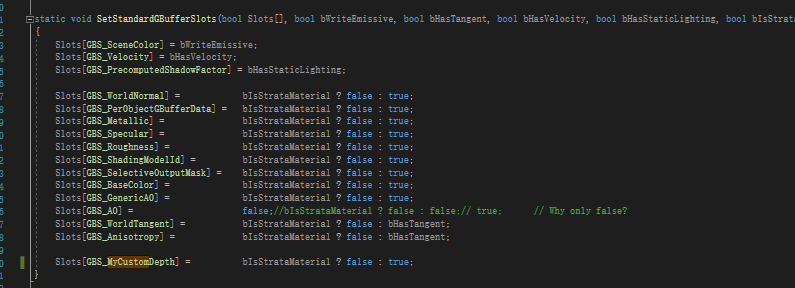 static void SetStandardGBufferSlots(bool Slots[], bool bWriteEmissive, bool bHasTangent, bool bHasVelocity, bool bHasStaticLighting, bool bIsStrata
{
Slots[GBS_SceneColor] = bWriteEmissive;
Slots[GBS_Velocity] = bHasVelocity;
Slots[GBS_PrecomputedShadowFactor] = bHasStaticLighting;
Slots[GBS_WorldNormal] = bIsStrataMaterial ? false : true;
Slots[GBS_PerObjectGBufferData] = bIsStrataMaterial ? false : true;
Slots[GBS_Metallic] = bIsStrataMaterial ? false : true;
Slots[GBS_Specular] = bIsStrataMaterial ? false : true;
Slots[GBS_Roughness] = bIsStrataMaterial ? false : true;
Slots[GBS_ShadingModelId] = bIsStrataMaterial ? false : true;
Slots[GBS_SelectiveOutputMask] = bIsStrataMaterial ? false : true;
Slots[GBS_BaseColor] = bIsStrataMaterial ? false : true;
Slots[GBS_GenericAO] = bIsStrataMaterial ? false : true;
Slots[GBS_AO] = false;//bIsStrataMaterial ? false : false;// true; // Why only false?
Slots[GBS_WorldTangent] = bIsStrataMaterial ? false : bHasTangent;
Slots[GBS_Anisotropy] = bIsStrataMaterial ? false : bHasTangent;
Slots[GBS_MyCustomDepth] = bIsStrataMaterial ? false : true;
}